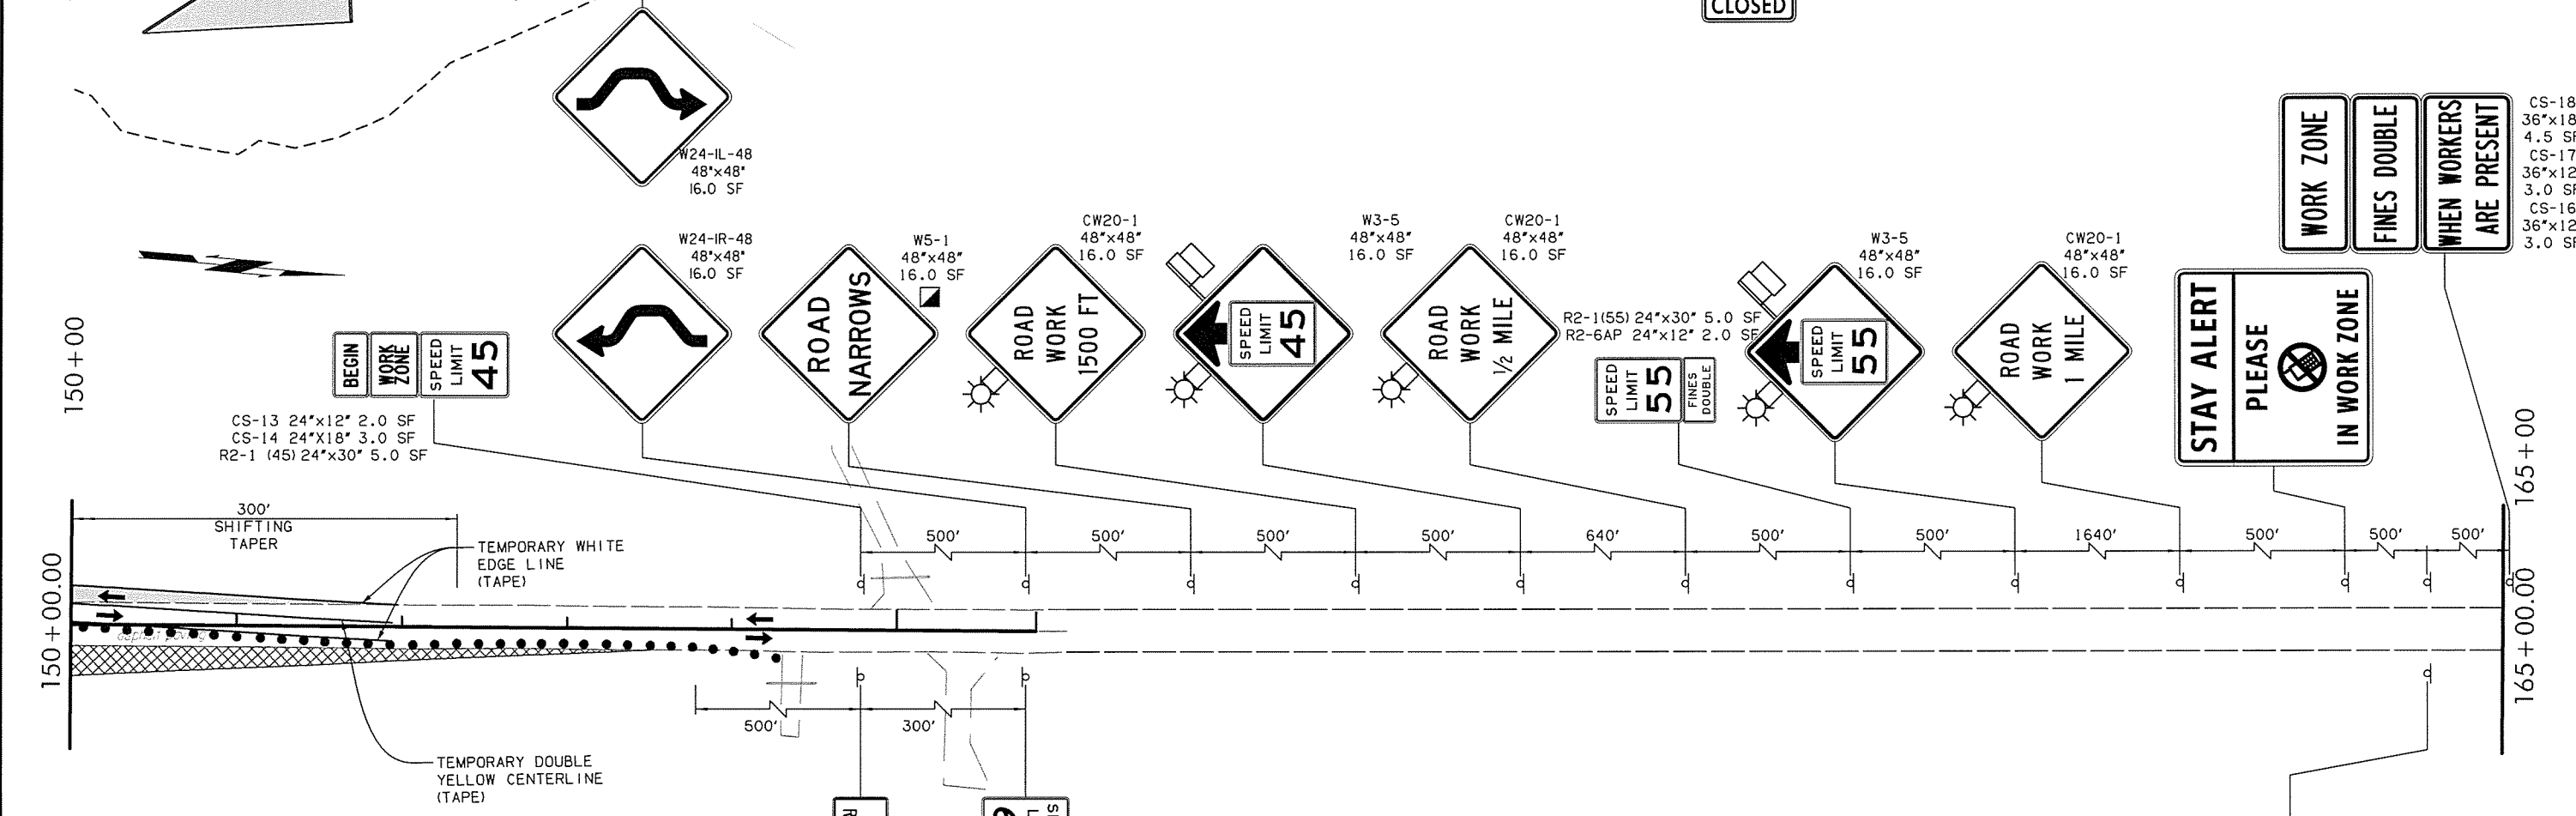 CLOSED
W24-IL-48
48"x48"
16.0 SF
W24-IR-48
48"x48"
16.0 SF
W5-1
48"x48"
16.0 SF
CW20-1
48"x48"
16.0 SF
W3-5
48"x48"
16.0 SF
CW20-1
48"x48"
16.0 SF
R2-1(55) 24"x30" 5.0 SF
R2-6AP 24"x12" 2.0 SF
W3-5
48"x48"
16.0 SF
CW20-1
48"x48"
16.0 SF
WORK ZONE
FINES DOUBLE
WHEN WORKERS
ARE PRESENT
CS-18
36"x18
4.5 SF
CS-17
36"x12
3.0 SF
CS-16
36"x12
3.0 SF
150+00
BEGIN
WORK
ZONE
SPEED
LIMIT
45
ROAD
NARROWS
ROAD
WORK
1500 FT
SPEED
LIMIT
45
ROAD
WORK
1/2 MILE
SPEED
LIMIT
55
FINES
DOUBLE
SPEED
LIMIT
55
ROAD
WORK
1 MILE
STAY ALERT
PLEASE
IN WORK ZONE
165+00
CS-13 24"x12" 2.0 SF
CS-14 24"X18" 3.0 SF
R2-1 (45) 24"x30" 5.0 SF
300'
SHIFTING
TAPER
TEMPORARY WHITE
EDGE LINE
(TAPE)
500'
500'
500'
500'
640'
500'
500'
1640'
500'
500'
500'
150+00.00
asphalt paving
165+00.00
500'
300'
TEMPORARY DOUBLE
YELLOW CENTERLINE
(TAPE)